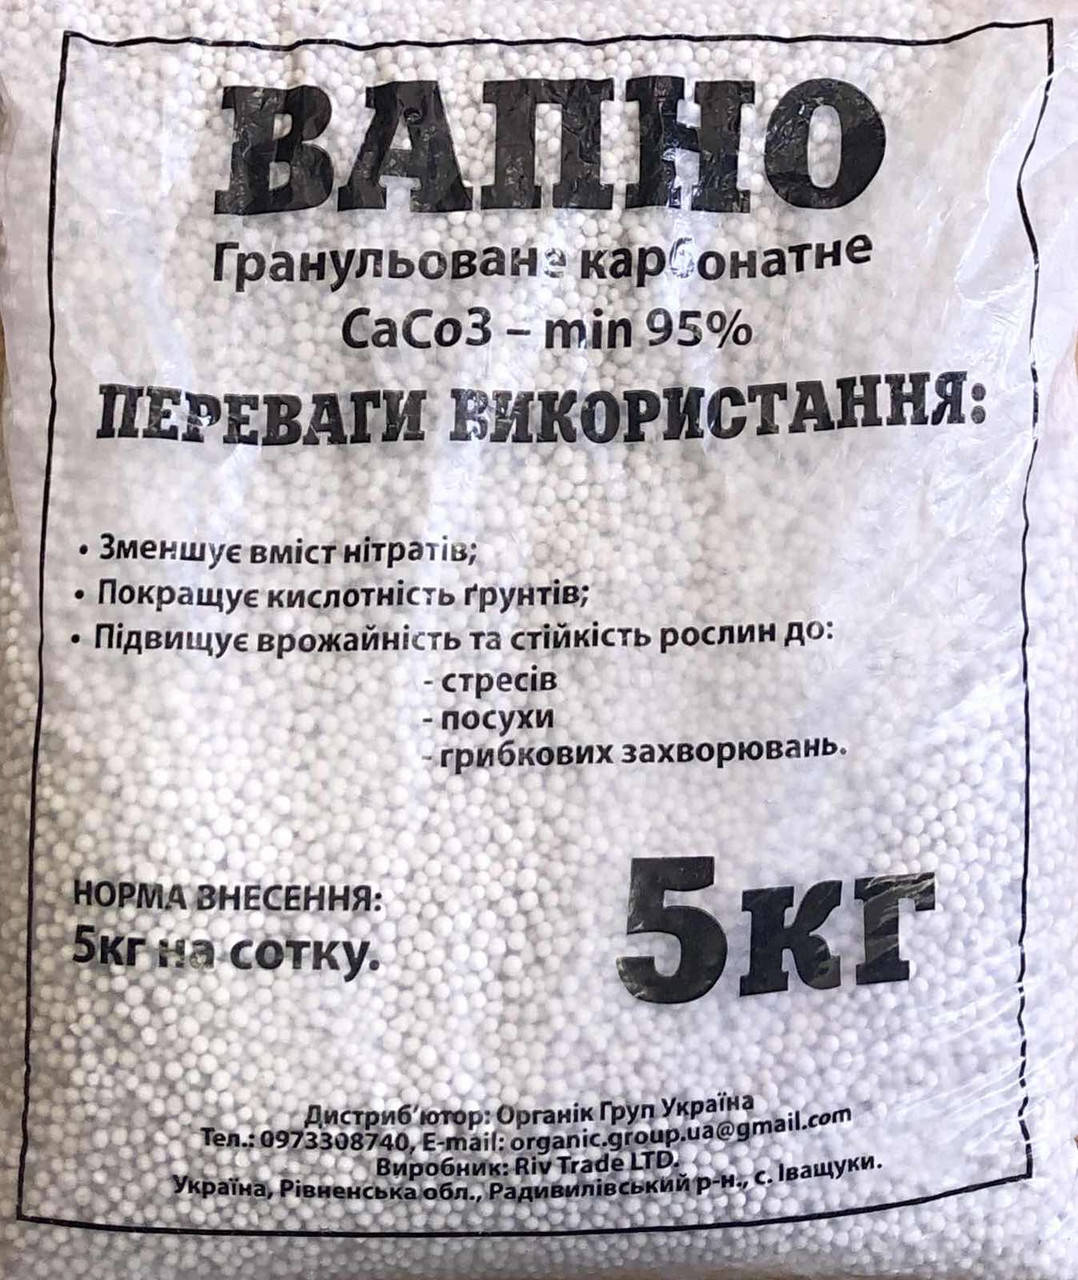 ВАПНО
Гранульоване карбонатне
CaCo3 – min 95%
ПЕРЕВАГИ ВИКОРИСТАННЯ:
• Зменшує вміст нітратів;
• Покращує кислотність ґрунтів;
• Підвищує врожайність та стійкість рослин до:
- стресів
- посухи
- грибкових захворювань.
НОРМА ВНЕСЕННЯ:
5кг на сотку.
5кг
Дистриб'ютор: Органік Груп Україна
Тел.: 0973308740, E-mail: organic.group.ua@gmail.com
Виробник: Riv Trade LTD.
Україна, Рівненська обл., Радивилівський р-н., с. Іващуки.